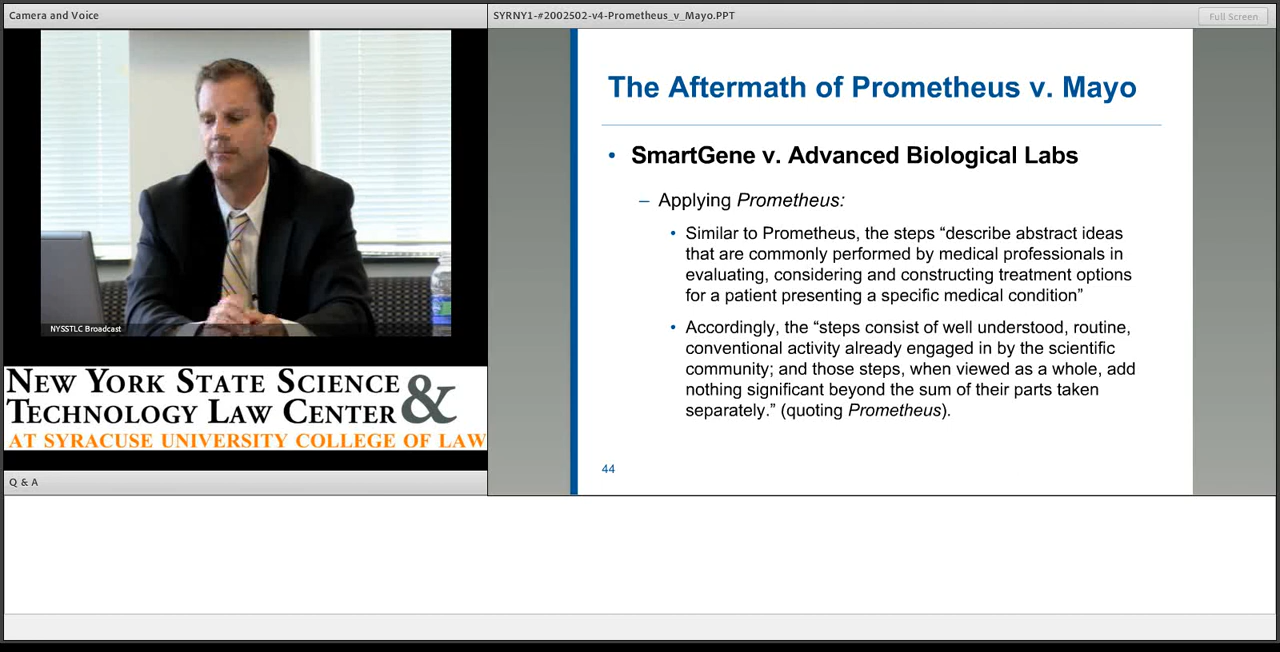 Camera and Voice
NYSSTLC Broadcast
NEW YORK STATE SCIENCE &
TECHNOLOGY LAW CENTER
AT SYRACUSE UNIVERSITY COLLEGE OF LAW
Q & A
SYRNY1-#2002502-v4-Prometheus_v_Mayo.PPT
Full Screen
The Aftermath of Prometheus v. Mayo
• SmartGene v. Advanced Biological Labs
– Applying Prometheus:
• Similar to Prometheus, the steps “describe abstract ideas
that are commonly performed by medical professionals in
evaluating, considering and constructing treatment options
for a patient presenting a specific medical condition”
• Accordingly, the “steps consist of well understood, routine,
conventional activity already engaged in by the scientific
community; and those steps, when viewed as a whole, add
nothing significant beyond the sum of their parts taken
separately.” (quoting Prometheus).
44